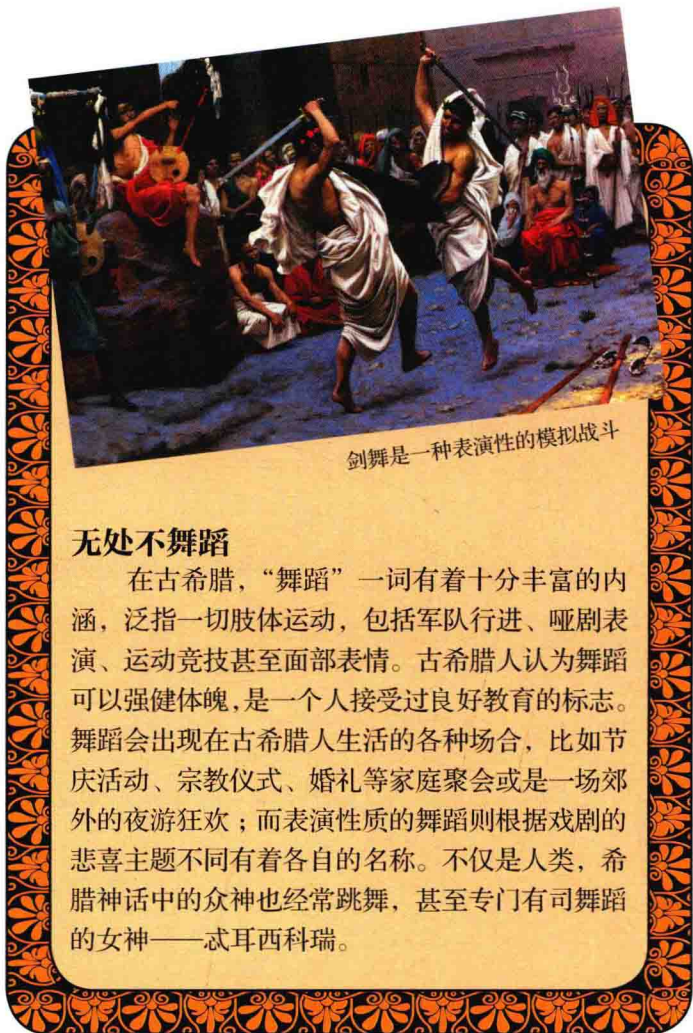 剑舞是一种表演性的模拟战斗
无处不舞蹈
在古希腊，“舞蹈”一词有着十分丰富的内
涵，泛指一切肢体运动，包括军队行进、哑剧表
演、运动竞技甚至面部表情。古希腊人认为舞蹈
可以强健体魄，是一个人接受过良好教育的标志。
舞蹈会出现在古希腊人生活的各种场合，比如节
庆活动、宗教仪式、婚礼等家庭聚会或是一场郊
外的夜游狂欢；而表演性质的舞蹈则根据戏剧的
悲喜主题不同有着各自的名称。不仅是人类，希
腊神话中的众神也经常跳舞，甚至专门有司舞蹈
的女神——忒耳西科瑞。